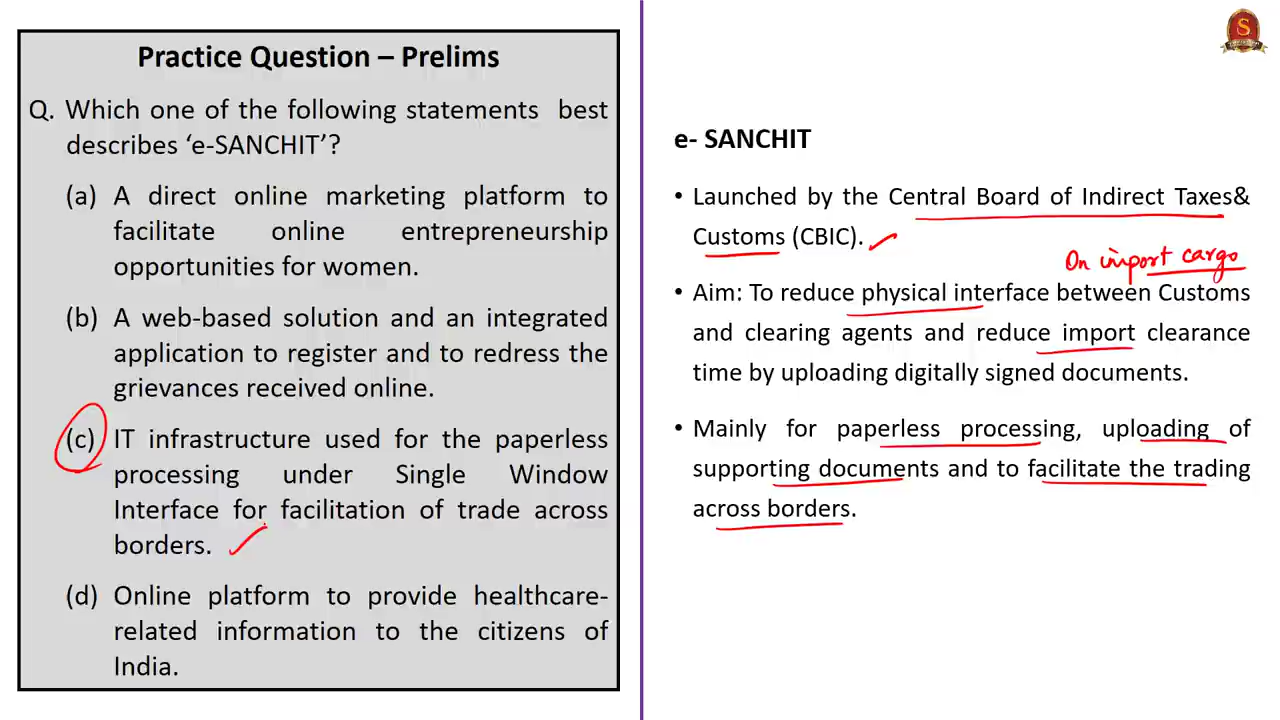 Practice Question – Prelims
Q. Which one of the following statements best
describes ‘e-SANCHIT’?
(a) A direct online marketing platform to
facilitate online entrepreneurship
opportunities for women.
(b) A web-based solution and an integrated
application to register and to redress the
grievances received online.
(c) IT infrastructure used for the paperless
processing under Single Window
Interface for facilitation of trade across
borders.
(d) Online platform to provide healthcare-
related information to the citizens of
India.
S
e- SANCHIT
• Launched by the Central Board of Indirect Taxes&
Customs (CBIC).
On import cargo
• Aim: To reduce physical interface between Customs
and clearing agents and reduce import clearance
time by uploading digitally signed documents.
• Mainly for paperless processing, uploading of
supporting documents and to facilitate the trading
across borders.